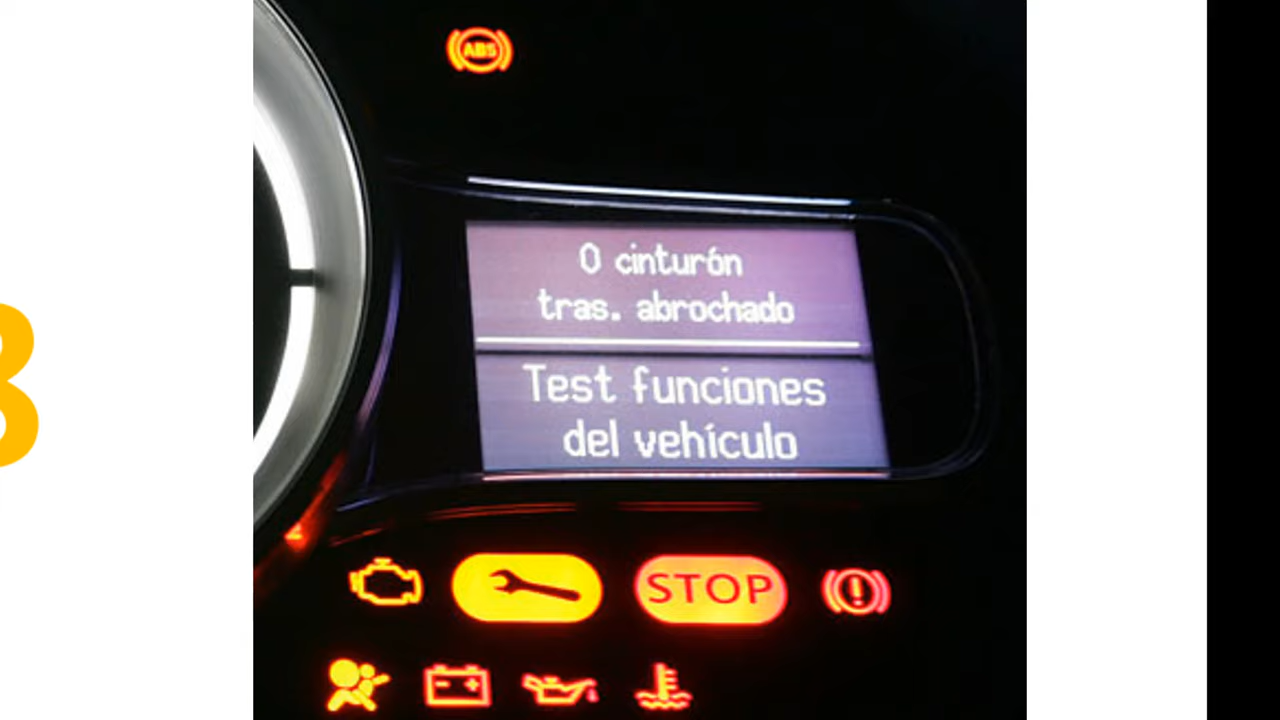 ABS
0 cinturón
tras. abrochado
Test funciones
del vehículo
STOP